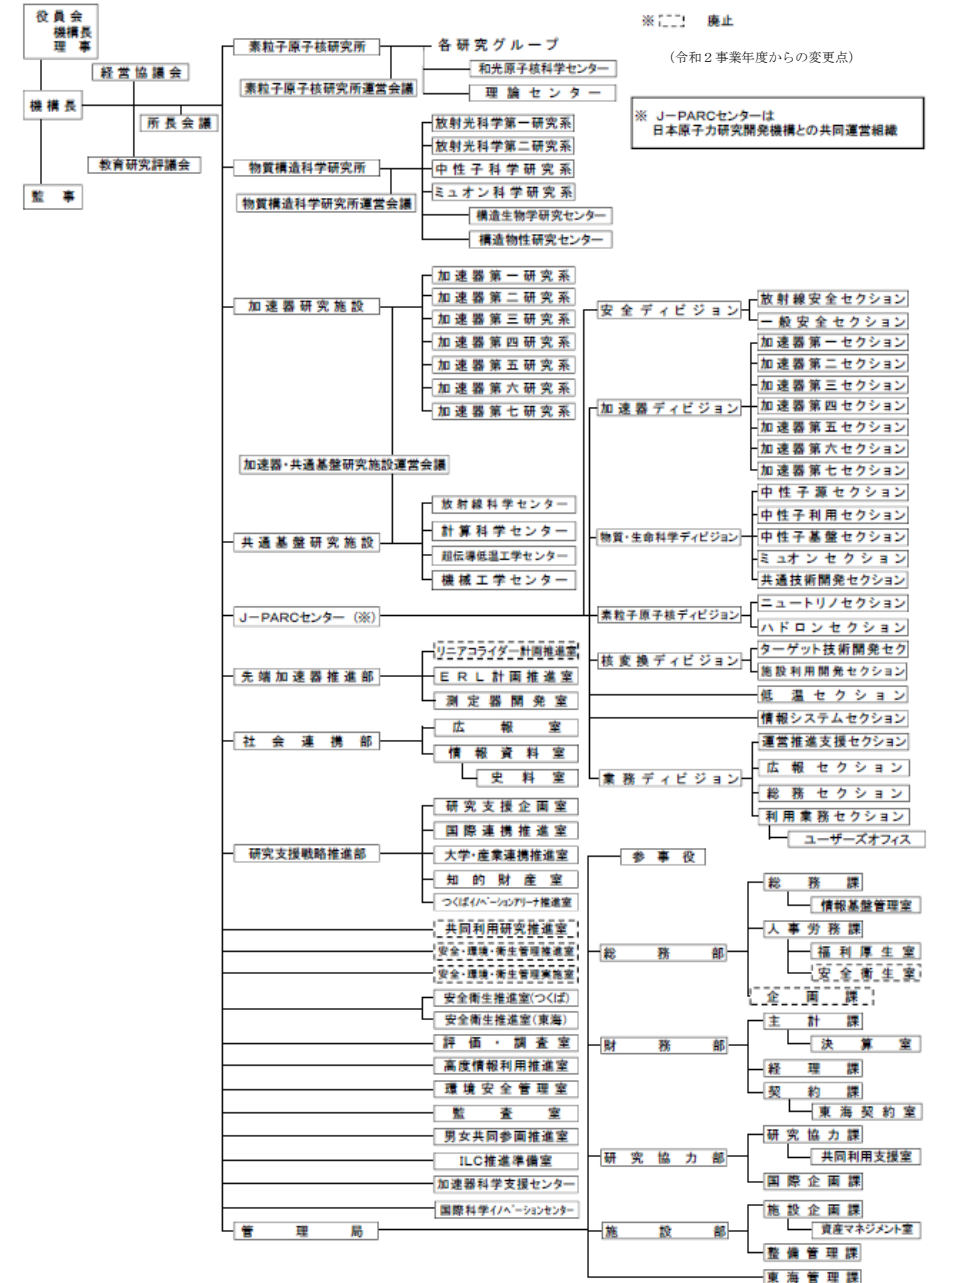 役員会
機構長
理事
機構長
監事
経営協議会
所長会議
教育研究評議会
※ 廃止
(令和２事業年度からの変更点)
※ J－PARCセンターは
日本原子力研究開発機構との共同運営組織
素粒子原子核研究所
素粒子原子核研究所運営会議
各研究グループ
和光原子核科学センター
理論センター
物質構造科学研究所
物質構造科学研究所運営会議
放射光科学第一研究系
放射光科学第二研究系
中性子科学研究系
ミュオン科学研究系
構造生物学研究センター
構造物性研究センター
加速器研究施設
加速器第一研究系
加速器第二研究系
加速器第三研究系
加速器第四研究系
加速器第五研究系
加速器第六研究系
加速器第七研究系
加速器・共通基盤研究施設運営会議
共通基盤研究施設
放射線科学センター
計算科学センター
超伝導低温工学センター
機械工学センター
J－PARCセンター（※）
安全ディビジョン
放射線安全セクション
一般安全セクション
加速器ディビジョン
加速器第一セクション
加速器第二セクション
加速器第三セクション
加速器第四セクション
加速器第五セクション
加速器第六セクション
加速器第七セクション
物質・生命科学ディビジョン
中性子源セクション
中性子利用セクション
中性子基盤セクション
ミュオンセクション
共通技術開発セクション
素粒子原子核ディビジョン
ニュートリノセクション
ハドロンセクション
核変換ディビジョン
ターゲット技術開発セク
施設利用開発セクション
低温セクション
情報システムセクション
業務ディビジョン
運営推進支援セクション
広報セクション
総務セクション
利用業務セクション
ユーザーズオフィス
先端加速器推進部
リニアコライダー計画推進室
ＥＲＬ計画推進室
測定器開発室
社会連携部
広報室
情報資料室
史料室
研究支援戦略推進部
研究支援企画室
国際連携推進室
大学・産業連携推進室
知的財産室
つくばイノベーションアリーナ推進室
共同利用研究推進室
安全・環境・衛生管理推進室
安全・環境・衛生管理実施室
安全衛生推進室(つくば)
安全衛生推進室(東海)
評価・調査室
高度情報利用推進室
環境安全管理室
監査室
男女共同参画推進室
ILC推進準備室
加速器科学支援センター
国際科学イノベーションセンター
管理局
参事役
総務部
総務課
情報基盤管理室
人事労務課
福利厚生室
安全衛生室
企画課
財務部
主計課
決算室
経理課
契約課
東海契約室
研究協力部
研究協力課
共同利用支援室
国際企画課
施設部
施設企画課
資産マネジメント室
整備管理課
東海管理課